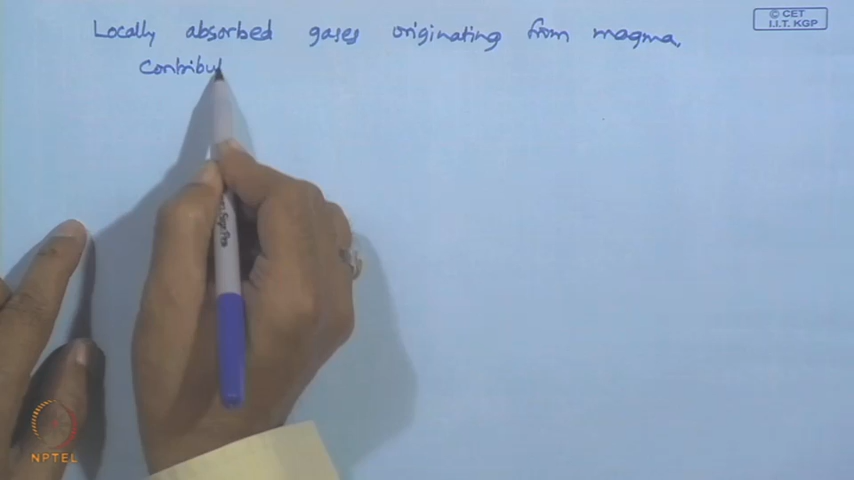 Locally absorbed gases originating from magma,
contribut
© CET
I.I.T. KGP
NPTEL